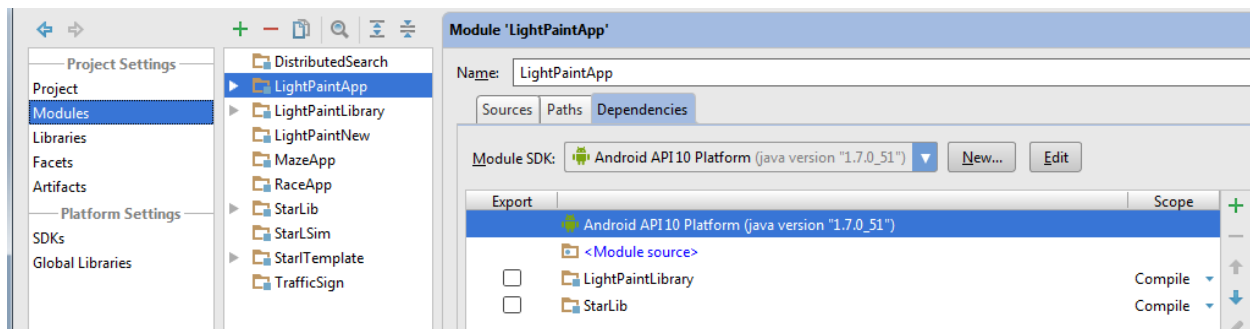 Project Settings
Project
Modules
Libraries
Facets
Artifacts
Platform Settings
SDKs
Global Libraries
DistributedSearch
LightPaintApp
LightPaintLibrary
LightPaintNew
MazeApp
RaceApp
StarLib
StarLSim
StarlTemplate
TrafficSign
Module 'LightPaintApp'
Name: LightPaintApp
Sources Paths Dependencies
Module SDK: Android API 10 Platform (java version "1.7.0_51") New... Edit
Export Scope
Android API 10 Platform (java version "1.7.0_51")
<Module source>
LightPaintLibrary Compile
StarLib Compile